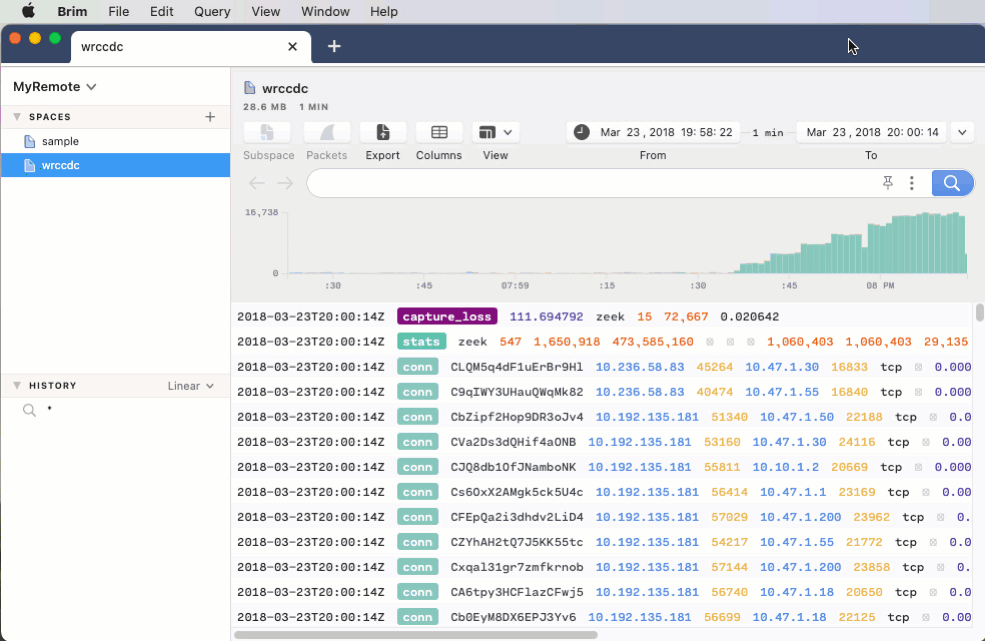 Brim File Edit Query View Window Help
wrccdc
MyRemote
wrccdc
28.6 MB 1 MIN
SPACES
sample
wrccdc
Subspace Packets Export Columns View
Mar 23 , 2018 19: 58: 22 1 min Mar 23 , 2018 20: 00: 14
From To
16,738
0
:30 :45 07:59 :15 :30 :45 08 PM
HISTORY Linear
*
2018-03-23T20:00:14Z capture_loss 111.694792 zeek 15 72,667 0.020642
2018-03-23T20:00:14Z stats zeek 547 1,650,918 473,585,160 1,060,403 1,060,403 29,135
2018-03-23T20:00:14Z conn CLQM5q4dF1uErBr9Hl 10.236.58.83 45264 10.47.1.30 16833 tcp 0.000
2018-03-23T20:00:14Z conn C9qIWY3UHauQWqMk82 10.236.58.83 40474 10.47.1.55 16840 tcp 0.000
2018-03-23T20:00:14Z conn CbZipf2Hop9DR3oJv4 10.192.135.181 51340 10.47.1.50 22188 tcp 0.0
2018-03-23T20:00:14Z conn CVa2Ds3dQHif4aONB 10.192.135.181 53160 10.47.1.30 24116 tcp 0.00
2018-03-23T20:00:14Z conn CJQ8db1OfJNamboNK 10.192.135.181 55811 10.10.1.2 20669 tcp 0.000
2018-03-23T20:00:14Z conn Cs6OxX2AMgk5ck5U4c 10.192.135.181 56414 10.47.1.1 23169 tcp 0.00
2018-03-23T20:00:14Z conn CFEpQa2i3dhdv2LiD4 10.192.135.181 57029 10.47.1.200 23962 tcp 0.
2018-03-23T20:00:14Z conn CZYhAH2tQ7J5KK55tc 10.192.135.181 54217 10.47.1.55 21772 tcp 0.0
2018-03-23T20:00:14Z conn Cxqal31gr7zmfkrnob 10.192.135.181 57144 10.47.1.200 23858 tcp 0.
2018-03-23T20:00:14Z conn CA6tpy3HCFlazCFwj5 10.192.135.181 56740 10.47.1.18 20650 tcp 0.0
2018-03-23T20:00:14Z conn Cb0EyM8DX6EPJ3Yv6 10.192.135.181 56699 10.47.1.18 22125 tcp 0.00